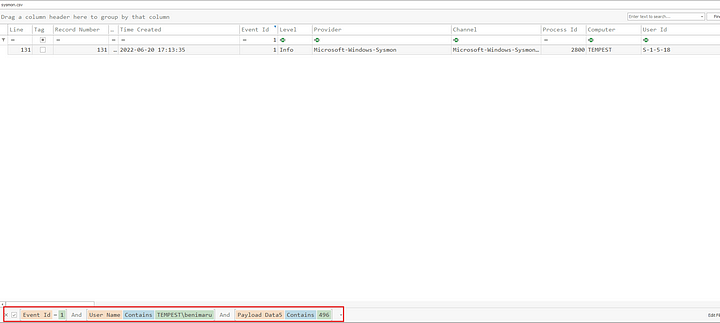 sysmon.csv
Drag a column header here to group by that column
Enter text to search...
Line Tag Record Number ... Time Created Event Id Level Provider Channel Process Id Computer User Id
= = = = = 1 =
131 131 ... 2022-06-20 17:13:35 1 Info Microsoft-Windows-Sysmon Microsoft-Windows-Sysmon... 2800 TEMPEST S-1-5-18
× Event Id = 1 And User Name Contains TEMPEST\benimaru And Payload Data5 Contains 496